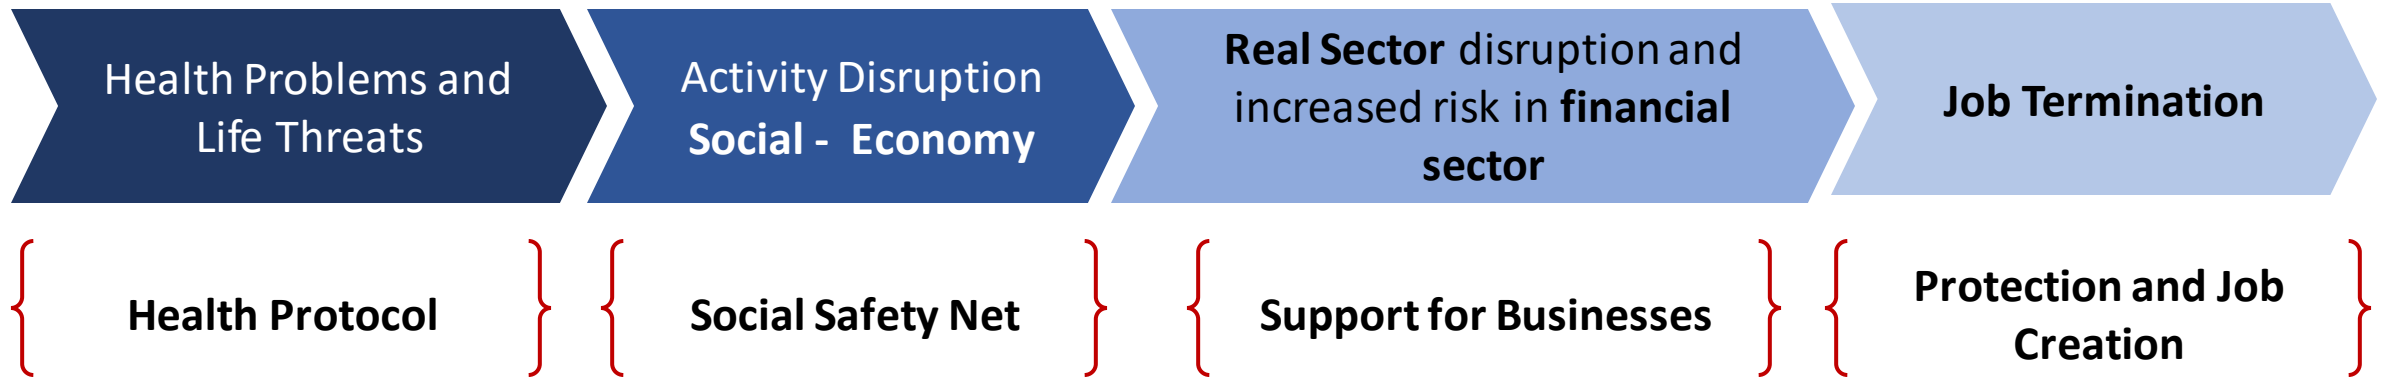 Health Problems and
Life Threats
Activity Disruption
Social - Economy
Real Sector disruption and
increased risk in financial
sector
Job Termination
Health Protocol
Social Safety Net
Support for Businesses
Protection and Job
Creation